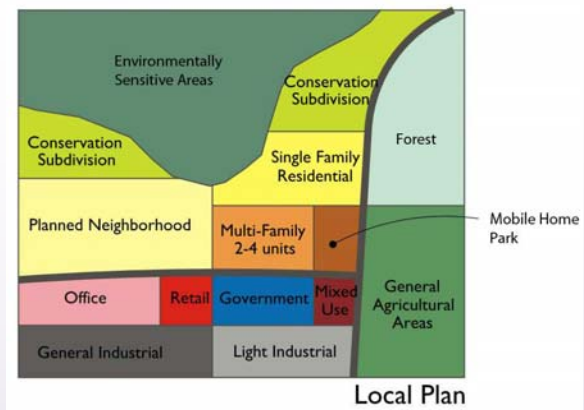 Environmentally
Sensitive Areas
Conservation
Subdivision
Conservation
Subdivision
Forest
Single Family
Residential
Planned Neighborhood
Multi-Family
2-4 units
Mobile Home
Park
Office
Retail
Government
Mixed
Use
General
Agricultural
Areas
General Industrial
Light Industrial
Local Plan